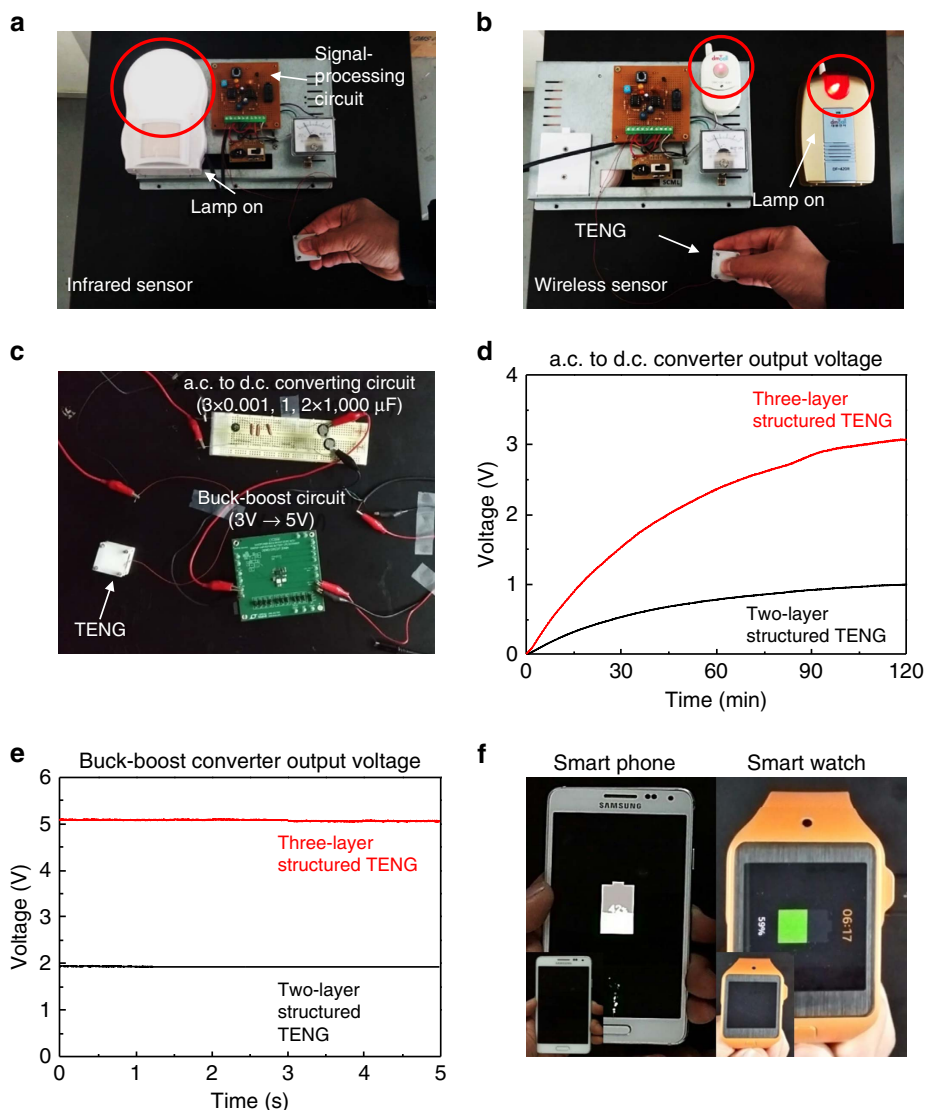 a
Signal-
processing
circuit
Lamp on
Infrared sensor
b
SCML
TENG
Lamp on
Wireless sensor
c
a.c. to d.c. converting circuit
(3×0.001, 1, 2×1,000 µF)
Buck-boost circuit
(3V → 5V)
TENG
d
a.c. to d.c. converter output voltage
4
3
2
1
0
Voltage (V)
Three-layer
structured TENG
Two-layer
structured TENG
0 30 60 90 120
Time (min)
e
Buck-boost converter output voltage
6
5
4
3
2
1
0
Voltage (V)
Three-layer
structured TENG
Two-layer
structured
TENG
0 1 2 3 4 5
Time (s)
f
Smart phone
SAMSUNG
Smart watch
06:17
59%